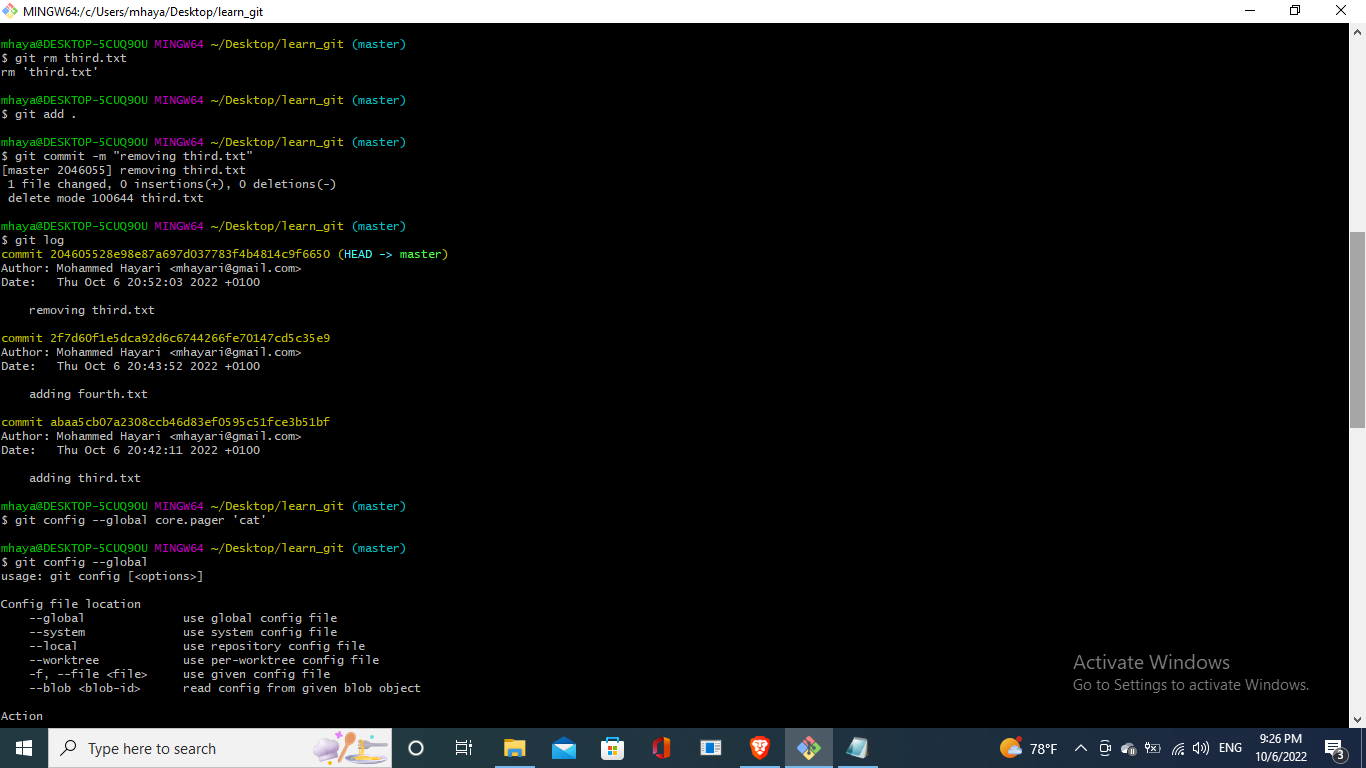 MINGW64:/c/Users/mhaya/Desktop/learn_git
mhaya@DESKTOP-5CUQ9OU MINGW64 ~/Desktop/learn_git (master)
$ git rm third.txt
rm 'third.txt'
mhaya@DESKTOP-5CUQ9OU MINGW64 ~/Desktop/learn_git (master)
$ git add .
mhaya@DESKTOP-5CUQ9OU MINGW64 ~/Desktop/learn_git (master)
$ git commit -m "removing third.txt"
[master 2046055] removing third.txt
 1 file changed, 0 insertions(+), 0 deletions(-)
 delete mode 100644 third.txt
mhaya@DESKTOP-5CUQ9OU MINGW64 ~/Desktop/learn_git (master)
$ git log
commit 204605528e98e87a697d037783f4b4814c9f6650 (HEAD -> master)
Author: Mohammed Hayari <mhayari@gmail.com>
Date:   Thu Oct 6 20:52:03 2022 +0100
    removing third.txt
commit 2f7d60f1e5dca92d6c6744266fe70147cd5c35e9
Author: Mohammed Hayari <mhayari@gmail.com>
Date:   Thu Oct 6 20:43:52 2022 +0100
    adding fourth.txt
commit abaa5cb07a2308ccb46d83ef0595c51fce3b51bf
Author: Mohammed Hayari <mhayari@gmail.com>
Date:   Thu Oct 6 20:42:11 2022 +0100
    adding third.txt
mhaya@DESKTOP-5CUQ9OU MINGW64 ~/Desktop/learn_git (master)
$ git config --global core.pager 'cat'
mhaya@DESKTOP-5CUQ9OU MINGW64 ~/Desktop/learn_git (master)
$ git config --global
usage: git config [<options>]
Config file location
    --global              use global config file
    --system              use system config file
    --local               use repository config file
    --worktree            use per-worktree config file
    -f, --file <file>     use given config file
    --blob <blob-id>      read config from given blob object
Action
Activate Windows
Go to Settings to activate Windows.
Type here to search
78°F
ENG
9:26 PM
10/6/2022
3